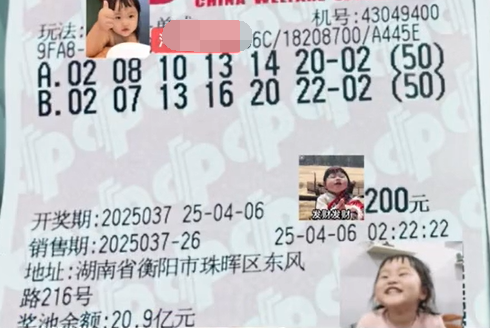 CHINA WELFARE
玩法: 机号: 43049400
9FA8- 6C/18208700/A445E
A.02 08 10 13 14 20-02 (50)
B.02 07 13 16 20 22-02 (50)
发财发财
200元
开奖期:2025037 25-04-06
销售期:2025037-26 25-04-06 02:22:22
地址:湖南省衡阳市珠晖区东风
路216号
奖池金额:20.9亿元